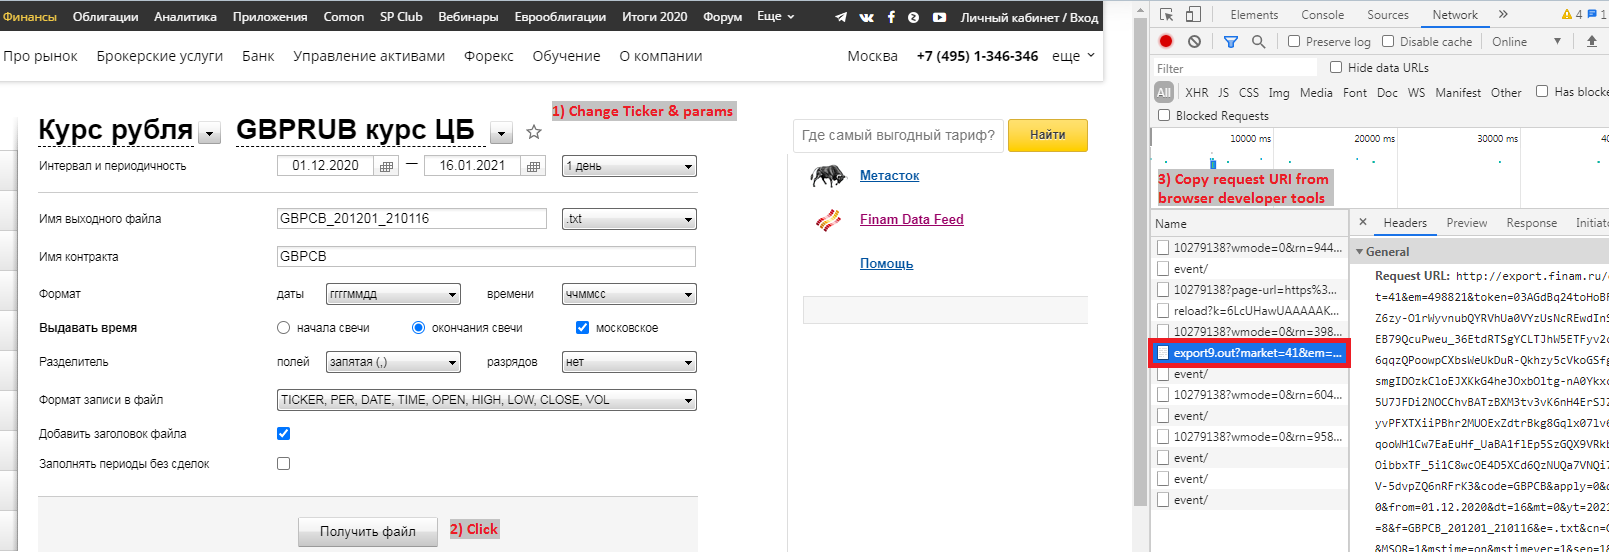 Финансы Облигации Аналитика Приложения Comon SP Club Вебинары Еврооблигации Итоги 2020 Форум Еще Личный кабинет / Вход
Про рынок Брокерские услуги Банк Управление активами Форекс Обучение О компании Москва +7 (495) 1-346-346 еще
1) Change Ticker & params
Курс рубля GBPRUB курс ЦБ
Интервал и периодичность 01.12.2020 — 16.01.2021 1 день
Имя выходного файла GBPCB_201201_210116 .txt
Имя контракта GBPCB
Формат даты ггггммдд времени ччммсс
Выдавать время начала свечи окончания свечи московское
Разделитель полей запятая (,) разрядов нет
Формат записи в файл TICKER, PER, DATE, TIME, OPEN, HIGH, LOW, CLOSE, VOL
Добавить заголовок файла
Заполнять периоды без сделок
Получить файл 2) Click
Где самый выгодный тариф? Найти
Метасток
Finam Data Feed
Помощь
Elements Console Sources Network » 4 1
Preserve log Disable cache Online
Filter Hide data URLs
All XHR JS CSS Img Media Font Doc WS Manifest Other Has blocke
Blocked Requests
10000 ms 20000 ms 30000 ms 40
3) Copy request URI from
browser developer tools
Name
10279138?wmode=0&rn=944...
event/
10279138?page-url=https%3...
reload?k=6LcUHawUAAAAAK...
10279138?wmode=0&rn=398...
export9.out?market=41&em=...
event/
10279138?wmode=0&rn=604...
event/
10279138?wmode=0&rn=958...
event/
event/
event/
× Headers Preview Response Initiat
General
Request URL: http://export.finam.ru/
t=41&em=498821&token=03AGdBq24toHoBF
Z6zy-O1rWyvnubQYRVhUa0VYzUsNcREwdInS
EB79QcuPweu_36EtdRTSgYCLTJhW5ETFyv2
6qqzQPoowpCXbsWeUkDuR-Qkhzy5cVkoGSfg
smgIDOzkCloEJXKkG4heJOxbOltg-nA0Ykx
5U7JFDi2NOCChvBATzBXM3tv3vK6nH4ErSJZ
yvPFXTXiiPBhr2MUOExZdtrBkg8Gqlx07lv6
qooWH1Cw7EaEuHf_UaBA1flEp5SzGQX9VRkb
OibbxTF_5i1C8wcOE4D5XCd6QzNUQa7VNQi7
V-5dvpZQ6nRFrK3&code=GBPCB&apply=0&
0&from=01.12.2020&dt=16&mt=0&yt=2021
=8&f=GBPCB_201201_210116&e=.txt&cn=
&MSOR=1&mstime=on&mstimever=1&sep=1&